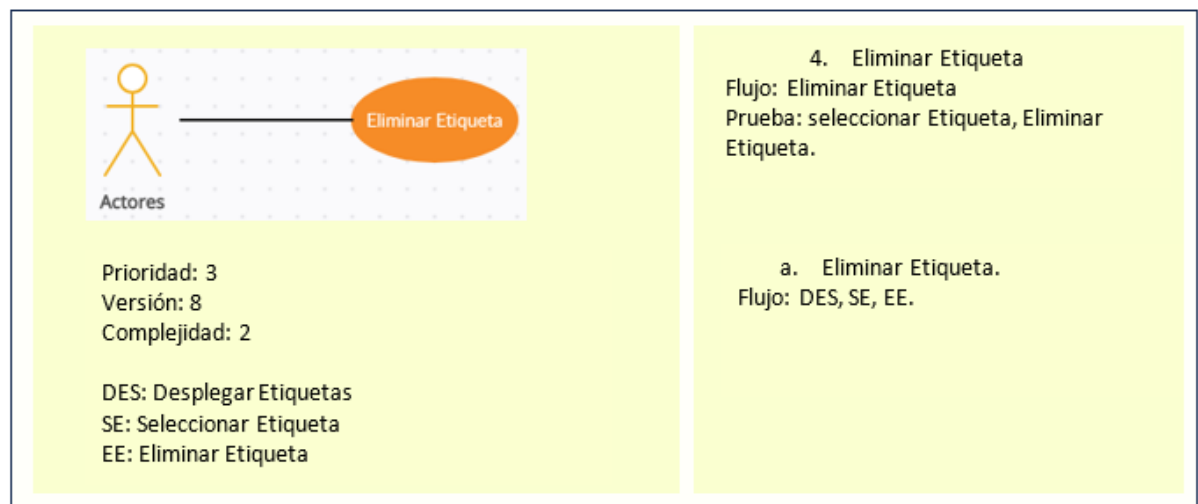 Eliminar Etiqueta
Actores
Prioridad: 3
Versión: 8
Complejidad: 2
DES: Desplegar Etiquetas
SE: Seleccionar Etiqueta
EE: Eliminar Etiqueta
4. Eliminar Etiqueta
Flujo: Eliminar Etiqueta
Prueba: seleccionar Etiqueta, Eliminar
Etiqueta.
a. Eliminar Etiqueta.
Flujo: DES, SE, EE.